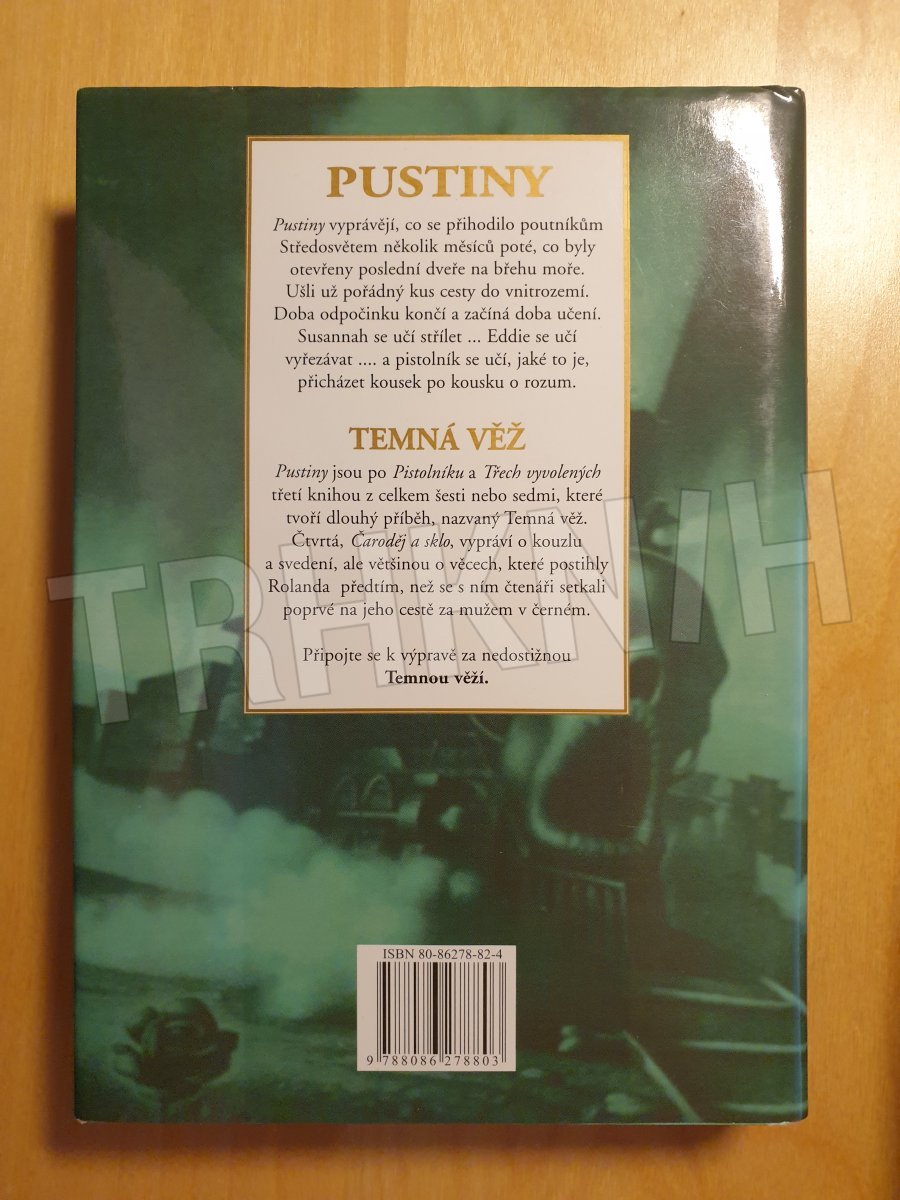 PUSTINY
Pustiny vyprávějí, co se přihodilo poutníkům
Středosvětem několik měsíců poté, co byly
otevřeny poslední dveře na břehu moře.
Ušli už pořádný kus cesty do vnitrozemí.
Doba odpočinku končí a začíná doba učení.
Susannah se učí střílet ... Eddie se učí
vyřezávat .... a pistolník se učí, jaké to je,
přicházet kousek po kousku o rozum.
TEMNÁ VĚŽ
Pustiny jsou po Pistolníku a Třech vyvolených
třetí knihou z celkem šesti nebo sedmi, které
tvoří dlouhý příběh, nazvaný Temná věž.
Čtvrtá, Čaroděj a sklo, vypráví o kouzlu
a svedení, ale většinou o věcech, které postihly
Rolanda předtím, než se s ním čtenáři setkali
poprvé na jeho cestě za mužem v černém.
Připojte se k výpravě za nedostižnou
Temnou věží.
TRHKNIH
ISBN 80-86278-82-4
9 788086 278803